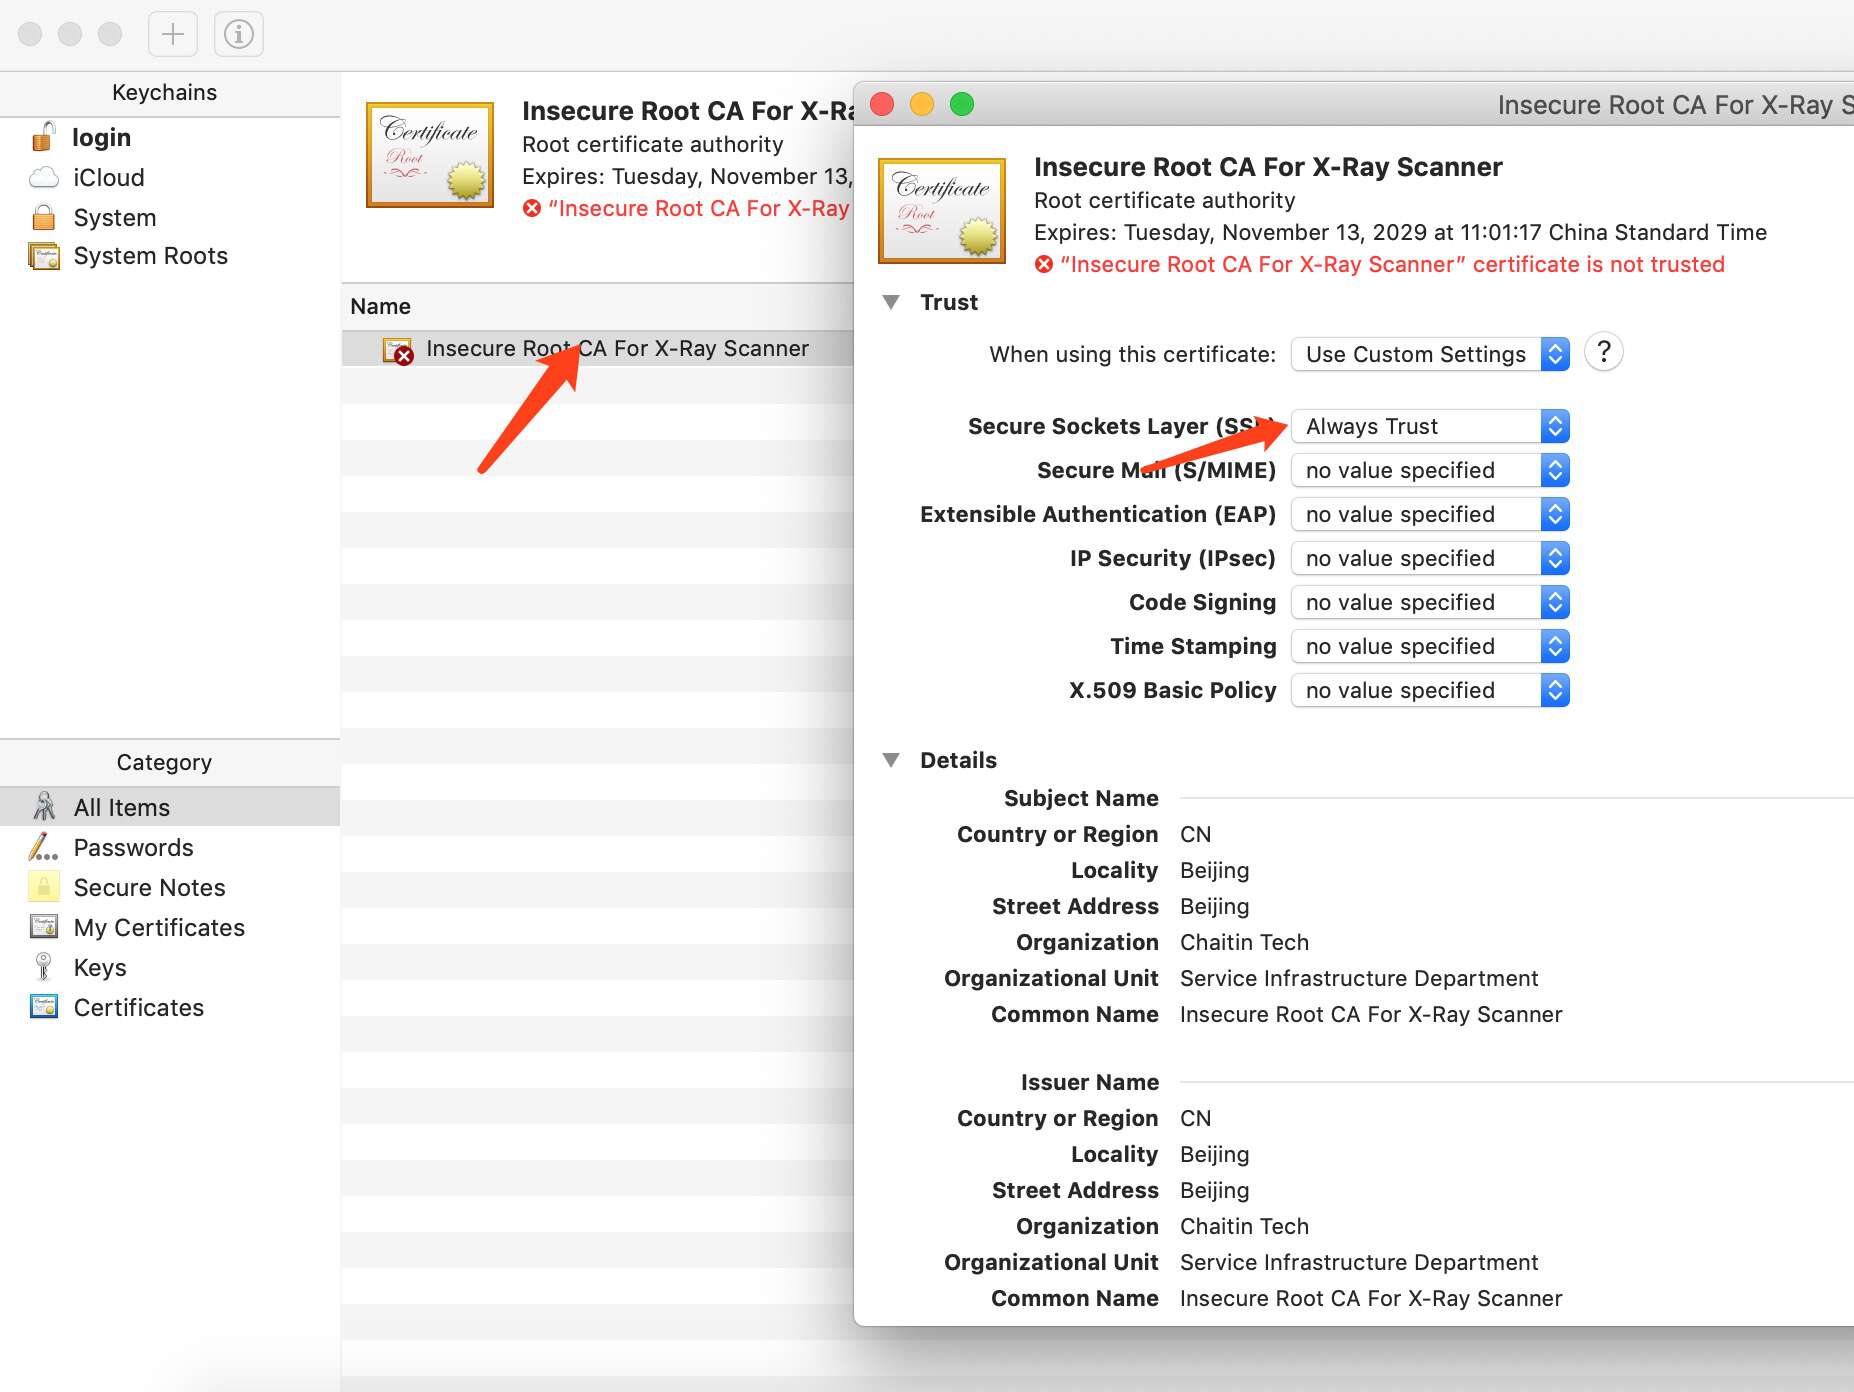 Keychains
login
iCloud
System
System Roots
Category
All Items
Passwords
Secure Notes
My Certificates
Keys
Certificates
Certificate
Root
Insecure Root CA For X-Ra
Root certificate authority
Expires: Tuesday, November 13,
“Insecure Root CA For X-Ray
Name
Insecure Root CA For X-Ray Scanner
Insecure Root CA For X-Ray S
Certificate
Root
Insecure Root CA For X-Ray Scanner
Root certificate authority
Expires: Tuesday, November 13, 2029 at 11:01:17 China Standard Time
“Insecure Root CA For X-Ray Scanner” certificate is not trusted
Trust
When using this certificate: Use Custom Settings ?
Secure Sockets Layer (SSL) Always Trust
Secure Mail (S/MIME) no value specified
Extensible Authentication (EAP) no value specified
IP Security (IPsec) no value specified
Code Signing no value specified
Time Stamping no value specified
X.509 Basic Policy no value specified
Details
Subject Name
Country or Region CN
Locality Beijing
Street Address Beijing
Organization Chaitin Tech
Organizational Unit Service Infrastructure Department
Common Name Insecure Root CA For X-Ray Scanner
Issuer Name
Country or Region CN
Locality Beijing
Street Address Beijing
Organization Chaitin Tech
Organizational Unit Service Infrastructure Department
Common Name Insecure Root CA For X-Ray Scanner